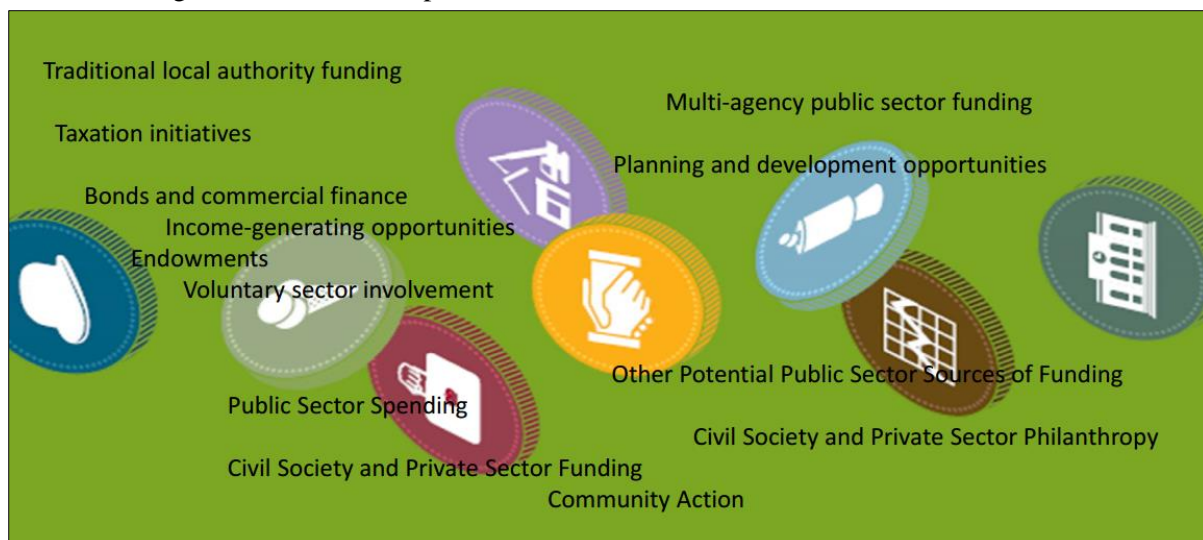 Traditional local authority funding
Multi-agency public sector funding
Taxation initiatives
Planning and development opportunities
Bonds and commercial finance
Income-generating opportunities
Endowments
Voluntary sector involvement
Other Potential Public Sector Sources of Funding
Public Sector Spending
Civil Society and Private Sector Philanthropy
Civil Society and Private Sector Funding
Community Action